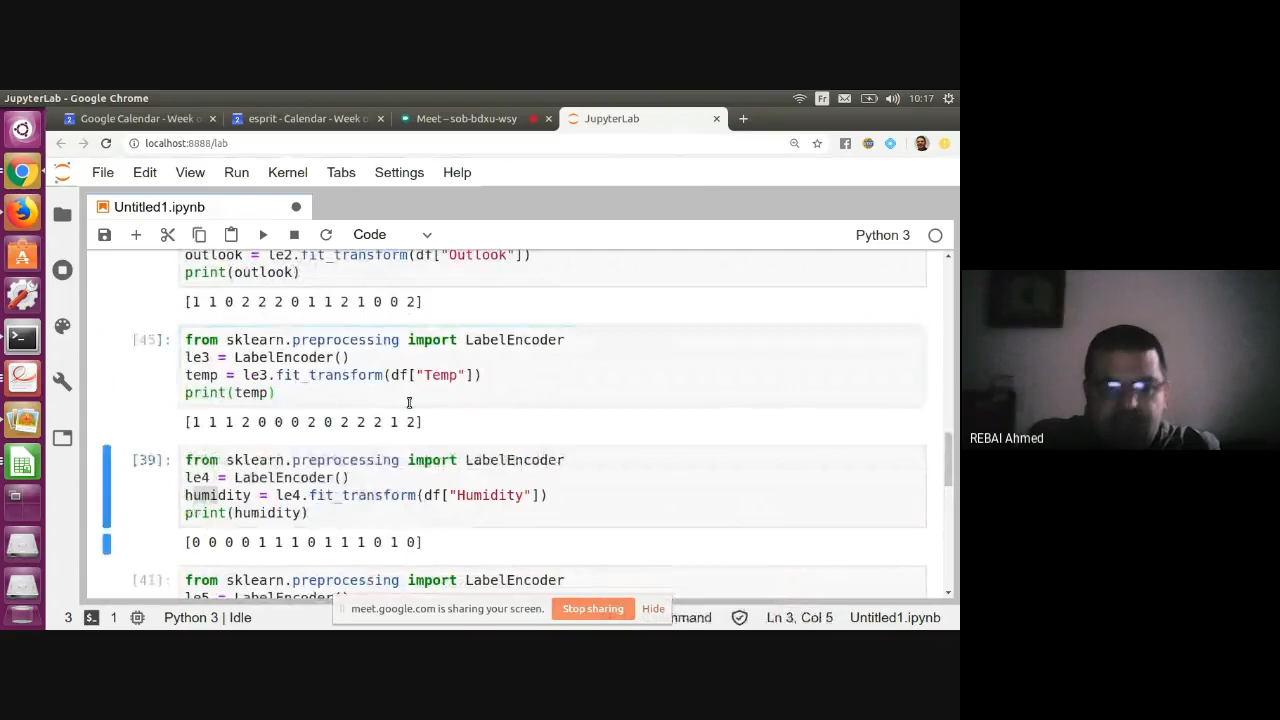 JupyterLab - Google Chrome
Fr
10:17
Google Calendar - Week o
esprit - Calendar - Week o
Meet – sob-bdxu-wsy
JupyterLab
localhost:8888/lab
File Edit View Run Kernel Tabs Settings Help
Untitled1.ipynb
Code
Python 3
outlook = le2.fit_transform(df["Outlook"])
print(outlook)
[1 1 0 2 2 2 0 1 1 2 1 0 0 2]
[45]: from sklearn.preprocessing import LabelEncoder
le3 = LabelEncoder()
temp = le3.fit_transform(df["Temp"])
print(temp)
[1 1 1 2 0 0 0 2 0 2 2 2 1 2]
REBAI Ahmed
[39]: from sklearn.preprocessing import LabelEncoder
le4 = LabelEncoder()
humidity = le4.fit_transform(df["Humidity"])
print(humidity)
[0 0 0 0 1 1 1 0 1 1 1 0 1 0]
[41]: from sklearn.preprocessing import LabelEncoder
le5 = LabelEncoder()
meet.google.com is sharing your screen. Stop sharing Hide
3 1 Python 3 | Idle ommand Ln 3, Col 5 Untitled1.ipynb